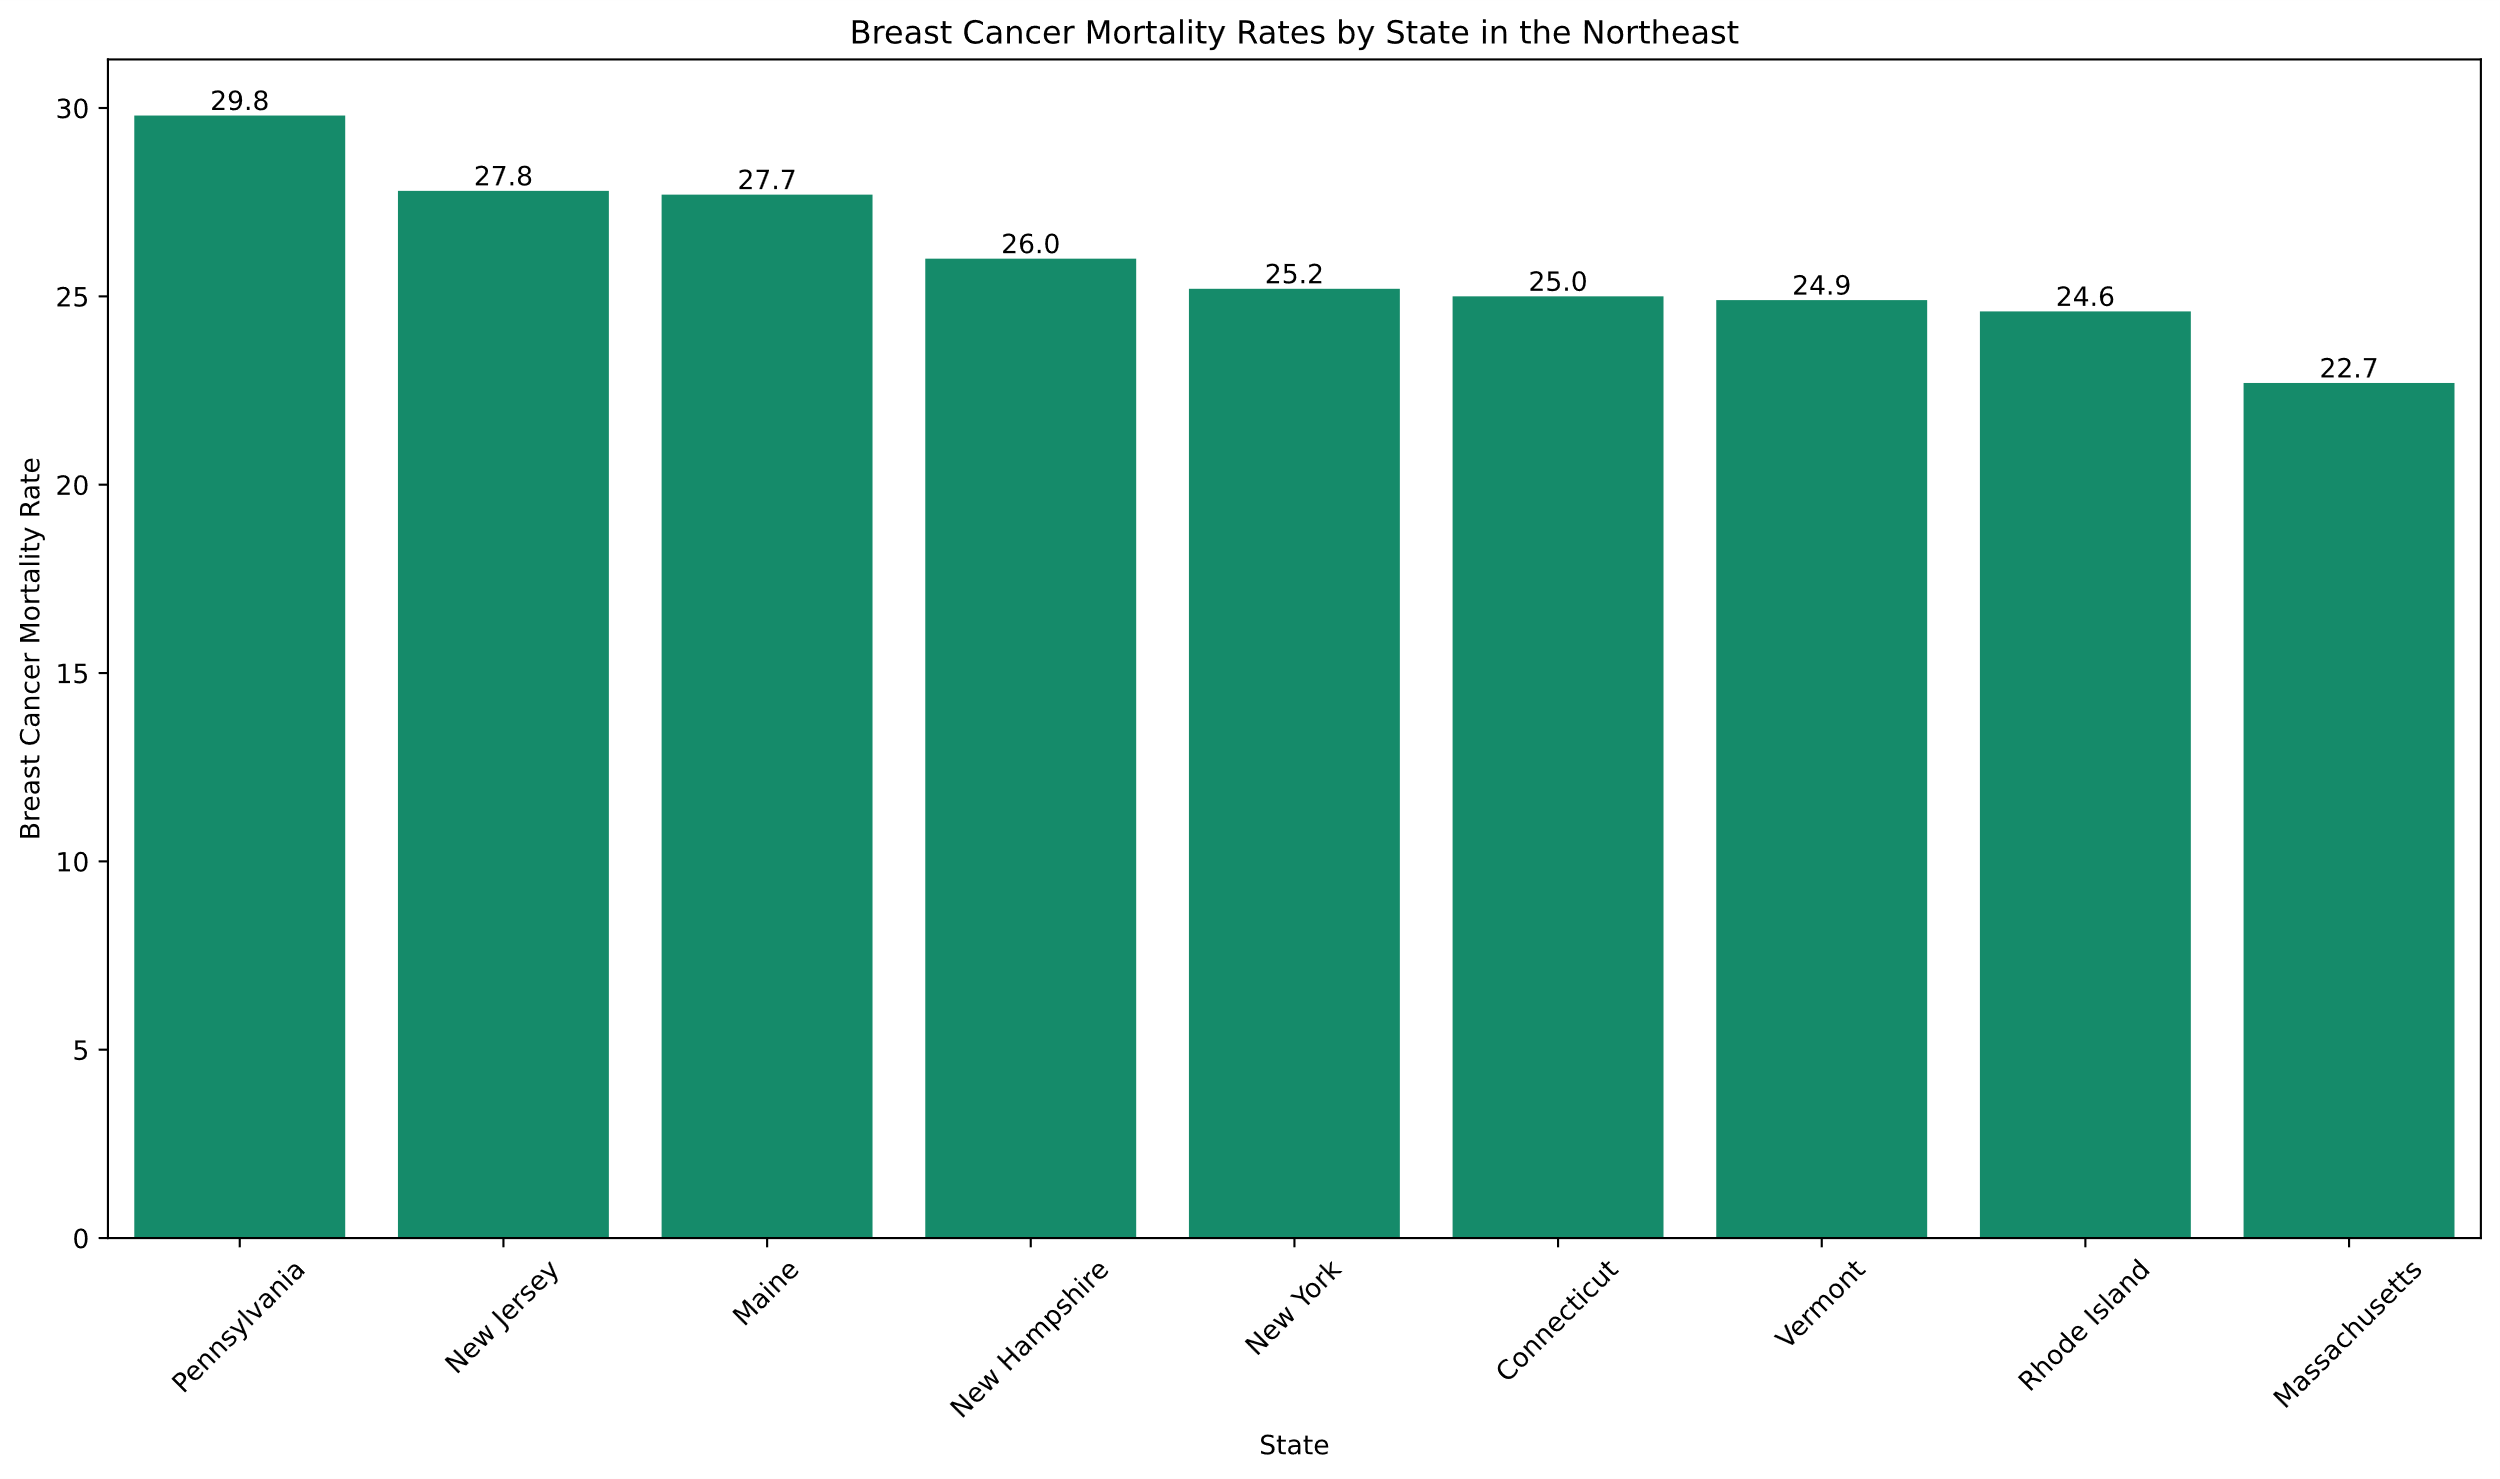 Breast Cancer Mortality Rates by State in the Northeast
Breast Cancer Mortality Rate
30
25
20
15
10
5
0
29.8
27.8
27.7
26.0
25.2
25.0
24.9
24.6
22.7
Pennsylvania
New Jersey
Maine
New Hampshire
New York
Connecticut
Vermont
Rhode Island
Massachusetts
State